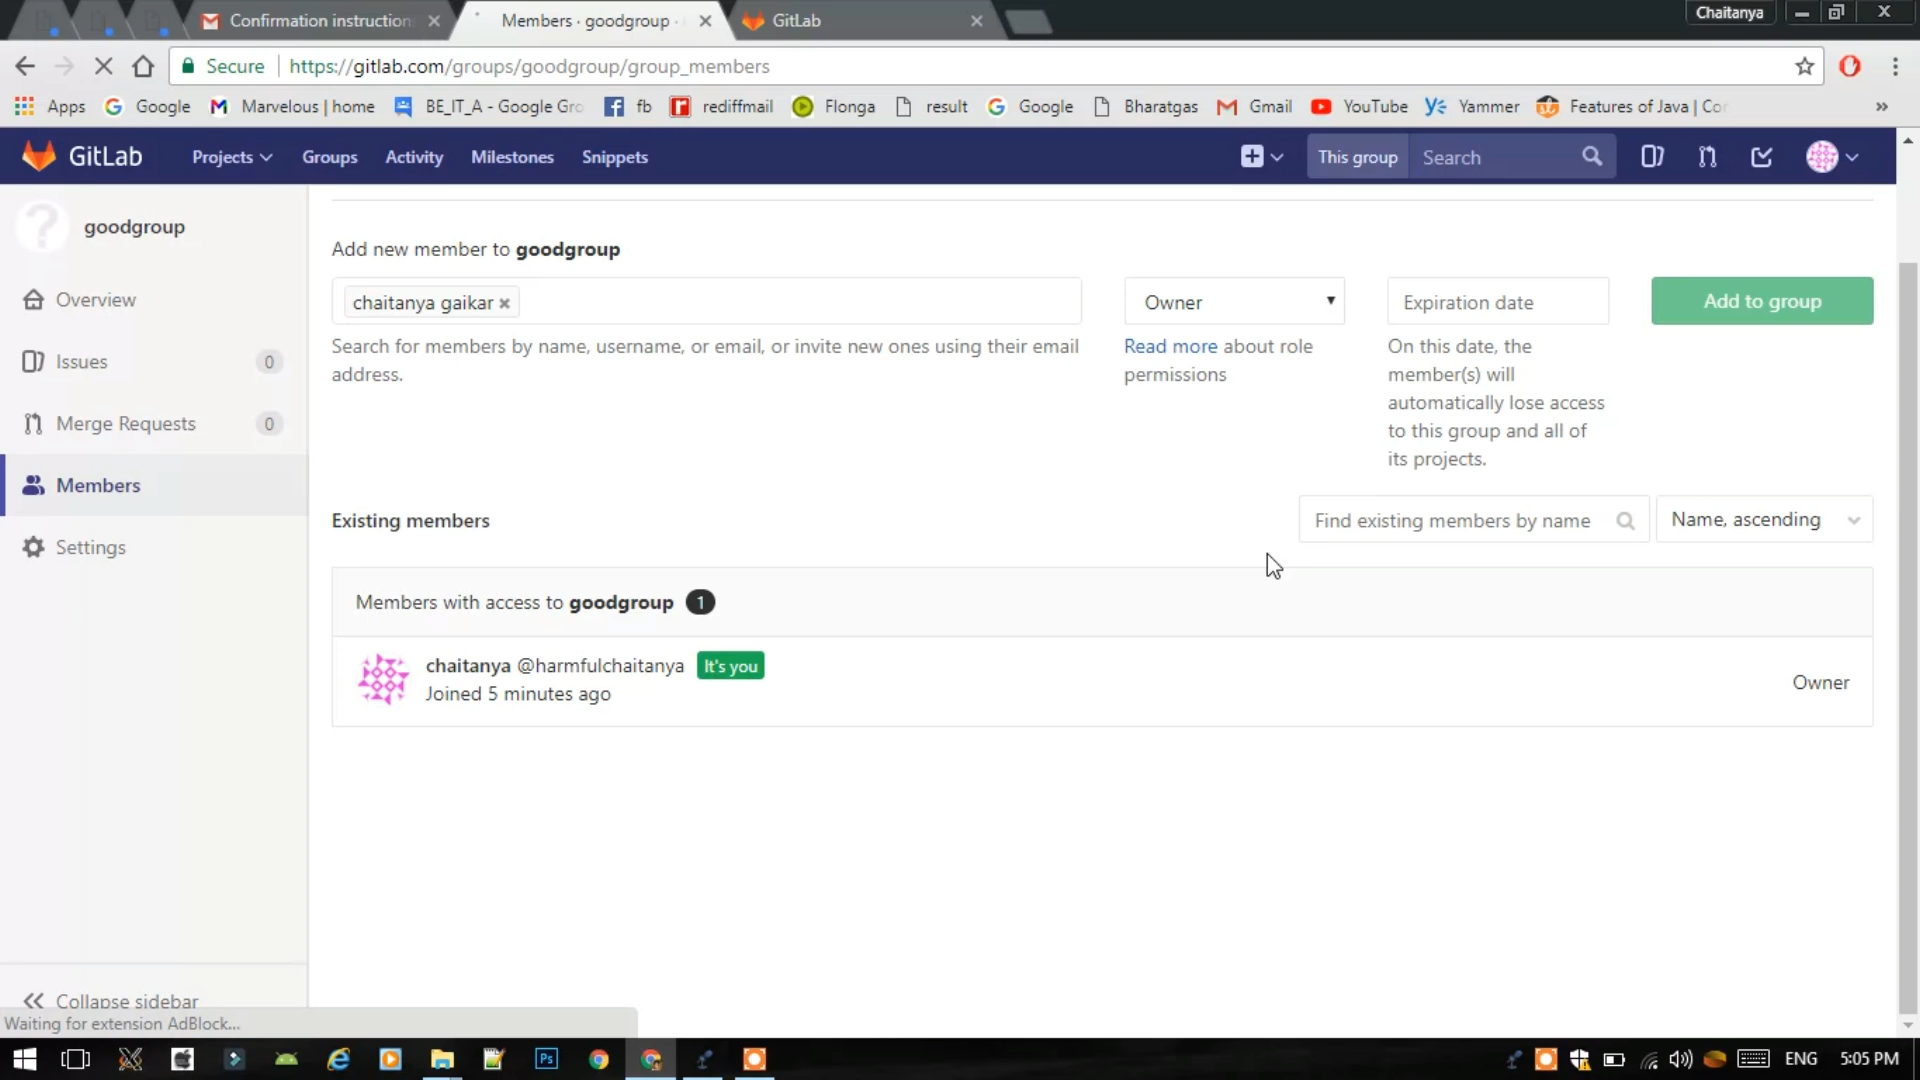 Confirmation instruction
Members · goodgroup ·
GitLab
Chaitanya
Secure
https://gitlab.com/groups/goodgroup/group_members
Apps
Google
Marvelous | home
BE_IT_A - Google Gro
fb
rediffmail
Flonga
result
Google
Bharatgas
Gmail
YouTube
Yammer
Features of Java | Co
»
GitLab
Projects
Groups
Activity
Milestones
Snippets
This group
Search
goodgroup
Overview
Issues
0
Merge Requests
0
Members
Settings
Collapse sidebar
Waiting for extension AdBlock...
Add new member to goodgroup
chaitanya gaikar
Search for members by name, username, or email, or invite new ones using their email
address.
Owner
Read more about role
permissions
Expiration date
On this date, the
member(s) will
automatically lose access
to this group and all of
its projects.
Add to group
Existing members
Find existing members by name
Name, ascending
Members with access to goodgroup 1
chaitanya @harmfulchaitanya It's you
Joined 5 minutes ago
Owner
Ps
ENG
5:05 PM